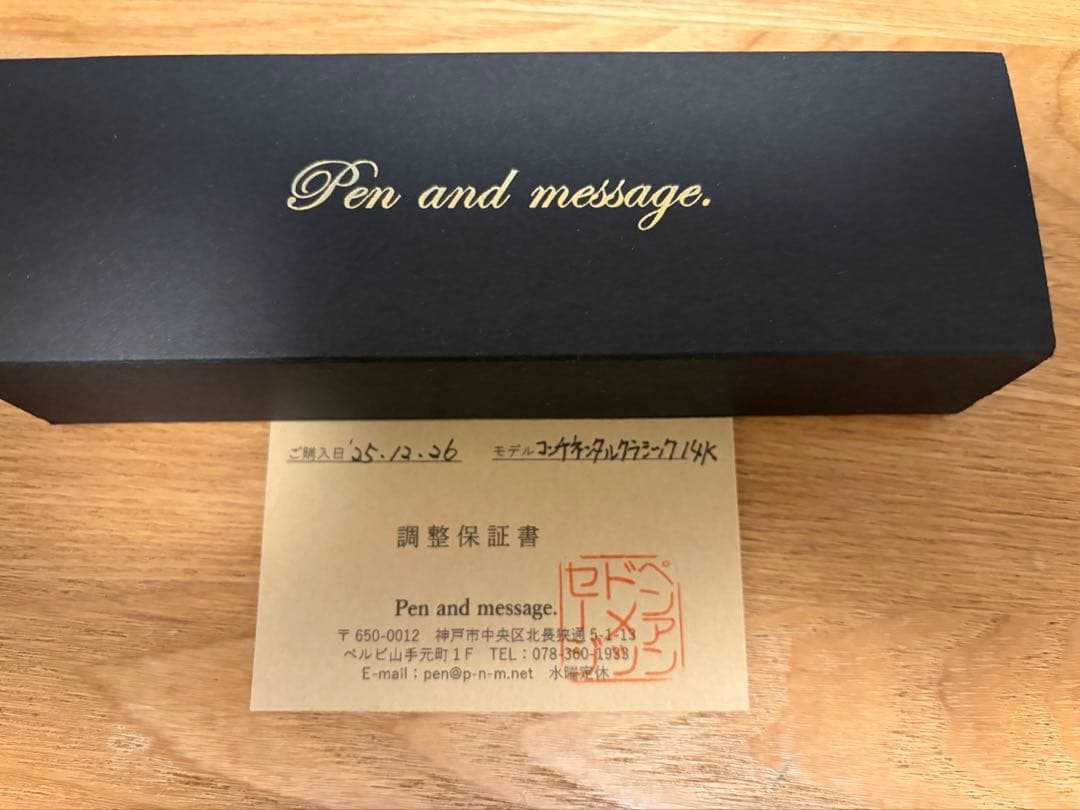 Pen and message.
ご購入日 '25.12.26 モデル コンチネンタルクラシック14K
調整保証書
Pen and message.
〒650-0012 神戸市中央区北長狭通5-1-13
ベルビ山手元町1F TEL:078-360-1933
E-mail:pen@p-n-m.net 水曜定休
ペンアン
ドメッ
セージ